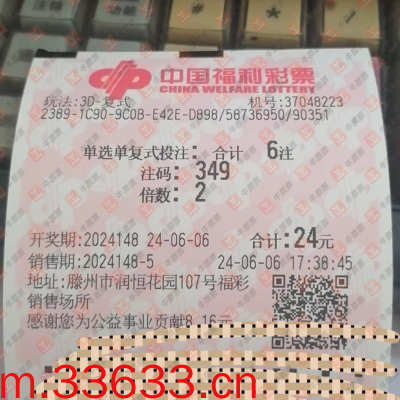 中国福利彩票
CHINA WELFARE LOTTERY
玩法:3D-复式 机号:37048223
2389-1C90-9C0B-E42E-D898/58736950/90351
单选单复式投注: 合计 6注
注码: 349
倍数: 2
开奖期:2024148 24-06-06 合计:24元
销售期:2024148-5 24-06-06 17:38:45
地址:滕州市润恒花园107号福彩
销售场所
感谢您为公益事业贡献8.16元
m.33633.cn